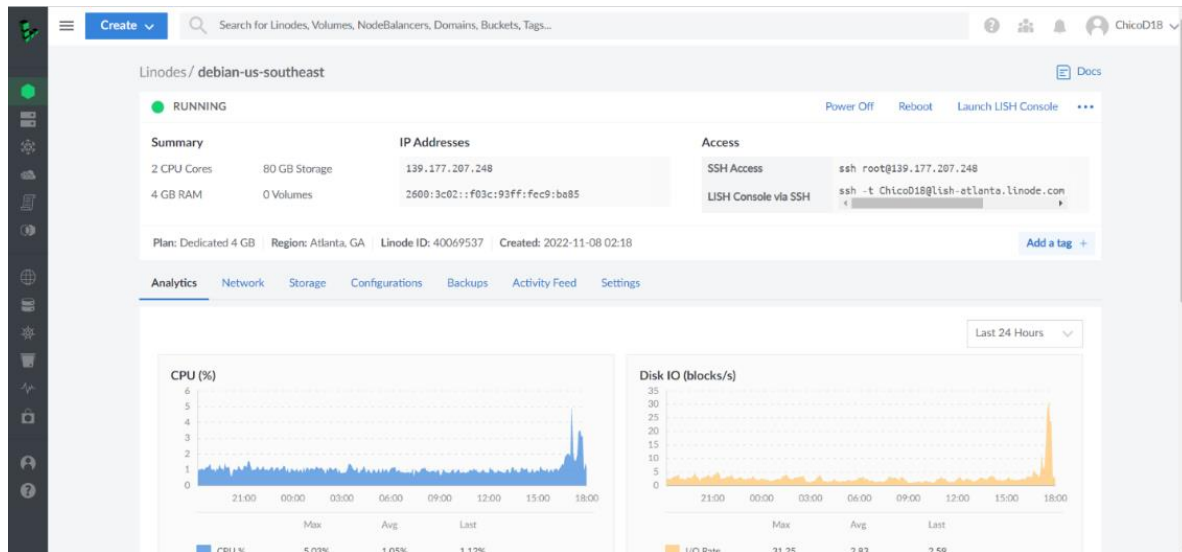 Create
Search for Linodes, Volumes, NodeBalancers, Domains, Buckets, Tags...
ChicoD18
Linodes / debian-us-southeast
Docs
RUNNING
Power Off Reboot Launch LISH Console
Summary
2 CPU Cores 80 GB Storage
4 GB RAM 0 Volumes
IP Addresses
139.177.207.248
2600:3c02::f03c:93ff:fec9:ba85
Access
SSH Access ssh root@139.177.207.248
LISH Console via SSH ssh -t ChicoD18@lish-atlanta.linode.com
Plan: Dedicated 4 GB Region: Atlanta, GA Linode ID: 40069537 Created: 2022-11-08 02:18
Add a tag +
Analytics Network Storage Configurations Backups Activity Feed Settings
Last 24 Hours
CPU (%)
6
5
4
3
2
1
0
21:00 00:00 03:00 06:00 09:00 12:00 15:00 18:00
Max Avg Last
CPU % 5.03% 1.05% 1.12%
Disk IO (blocks/s)
35
30
25
20
15
10
5
0
21:00 00:00 03:00 06:00 09:00 12:00 15:00 18:00
Max Avg Last
I/O Rate 31.25 2.83 2.59